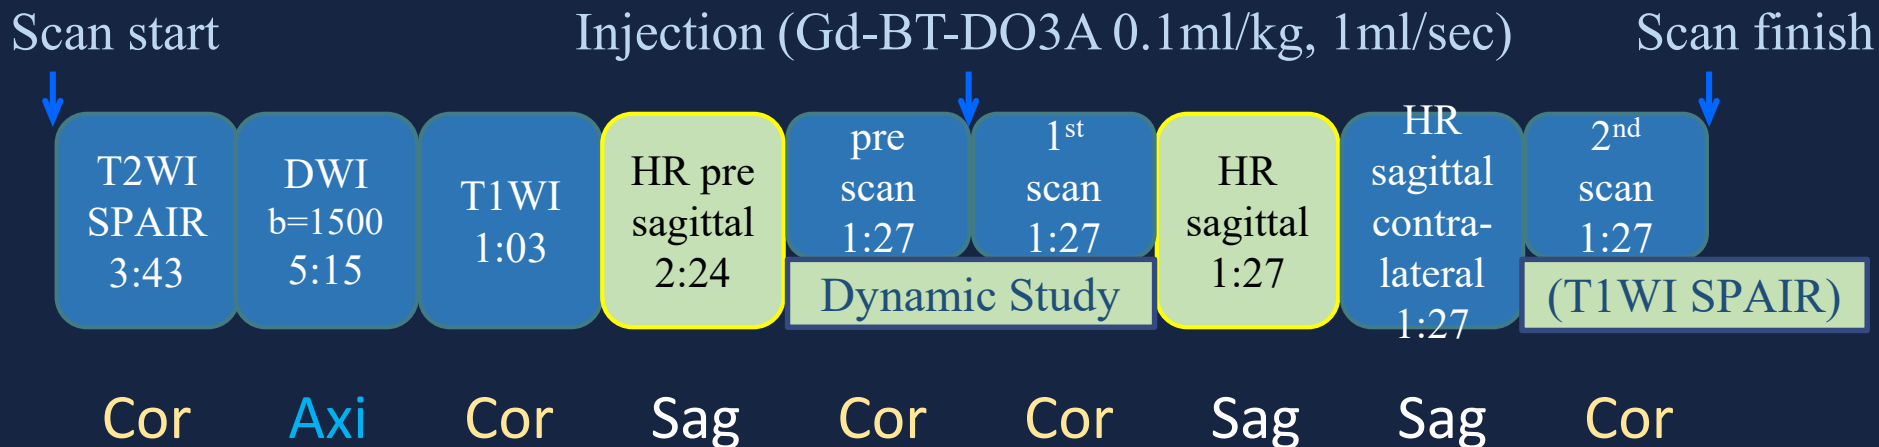 Scan start
Injection (Gd-BT-DO3A 0.1ml/kg, 1ml/sec)
Scan finish
T2WI
SPAIR
3:43
DWI
b=1500
5:15
T1WI
1:03
HR pre
sagittal
2:24
pre
scan
1:27
1st
scan
1:27
Dynamic Study
HR
sagittal
1:27
HR
sagittal
contra-
lateral
1:27
2nd
scan
1:27
(T1WI SPAIR)
Cor Axi Cor Sag Cor Cor Sag Sag Cor